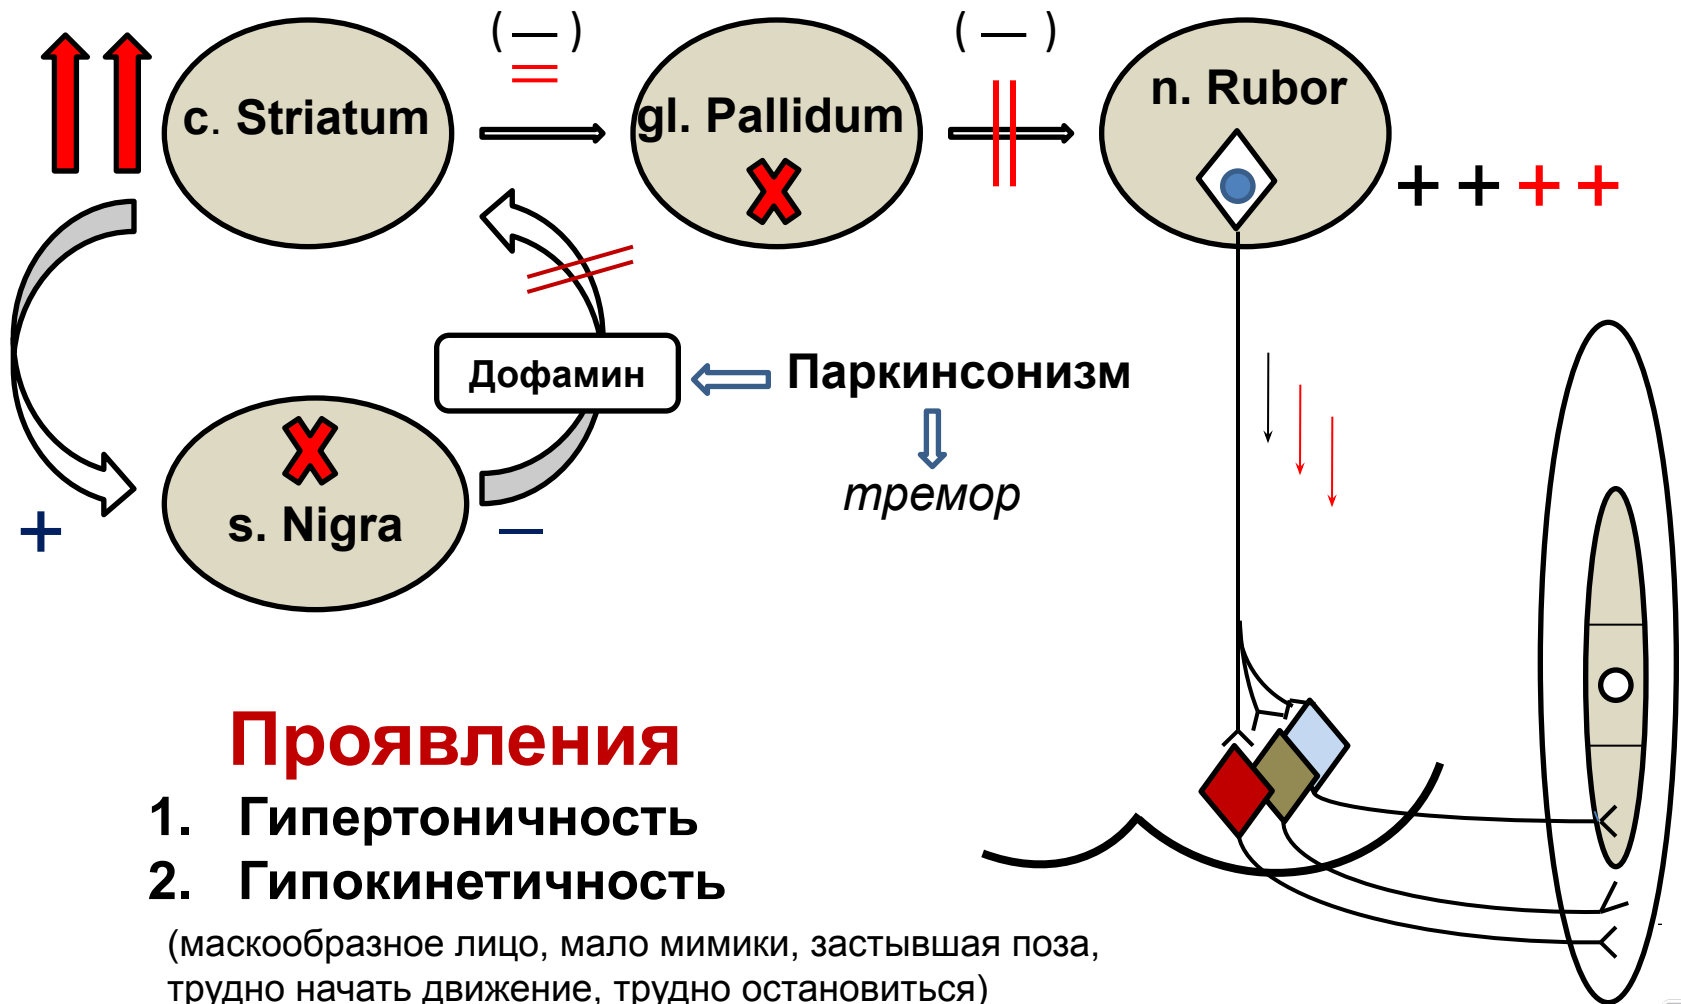 ( — ) ( — )
c. Striatum gl. Pallidum n. Rubor
+ + + +
Дофамин Паркинсонизм
тремор
s. Nigra
+ —
Проявления
1. Гипертоничность
2. Гипокинетичность
(маскообразное лицо, мало мимики, застывшая поза,
трудно начать движение, трудно остановиться)